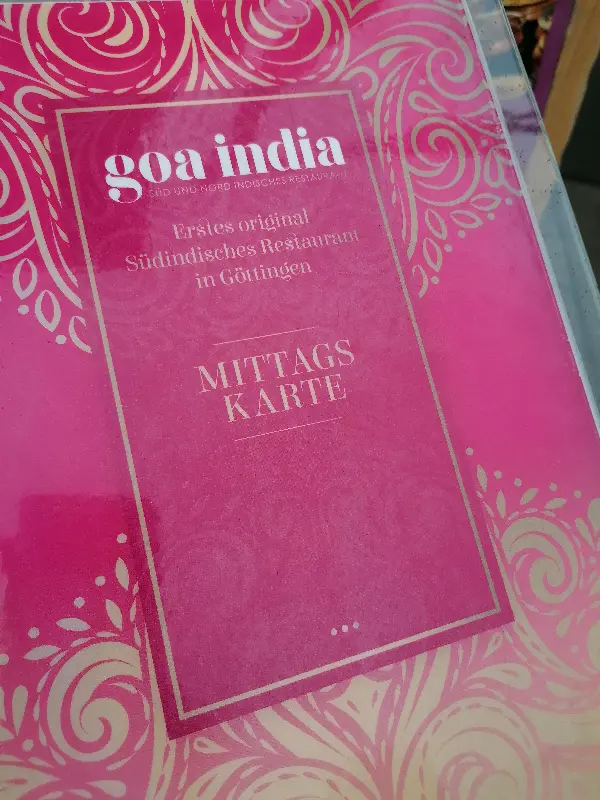 goa india
SÜD UND NORD INDISCHES RESTAURANT
Erstes original
Südindisches Restaurant
in Göttingen
MITTAGS
KARTE
...